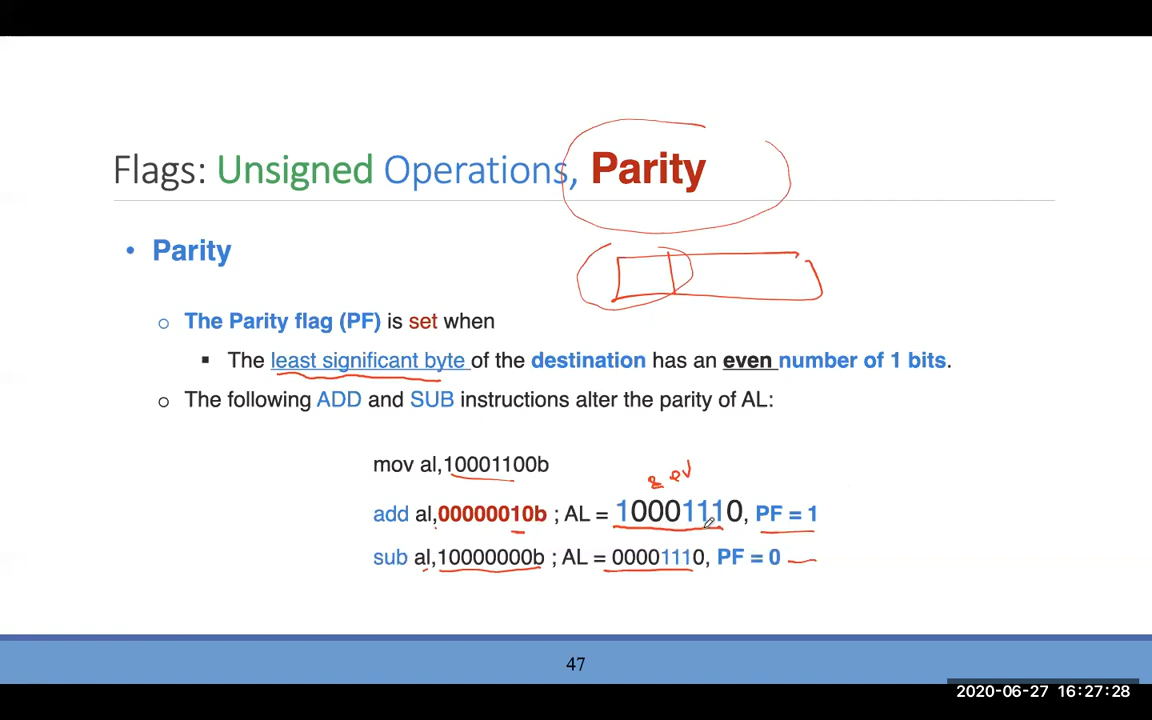 Flags: Unsigned Operations, Parity
• Parity
o The Parity flag (PF) is set when
▪ The least significant byte of the destination has an even number of 1 bits.
o The following ADD and SUB instructions alter the parity of AL:
mov al,10001100b
ev
add al,00000010b ; AL = 10001110, PF = 1
sub al,10000000b ; AL = 00001110, PF = 0
47
2020-06-27 16:27:28